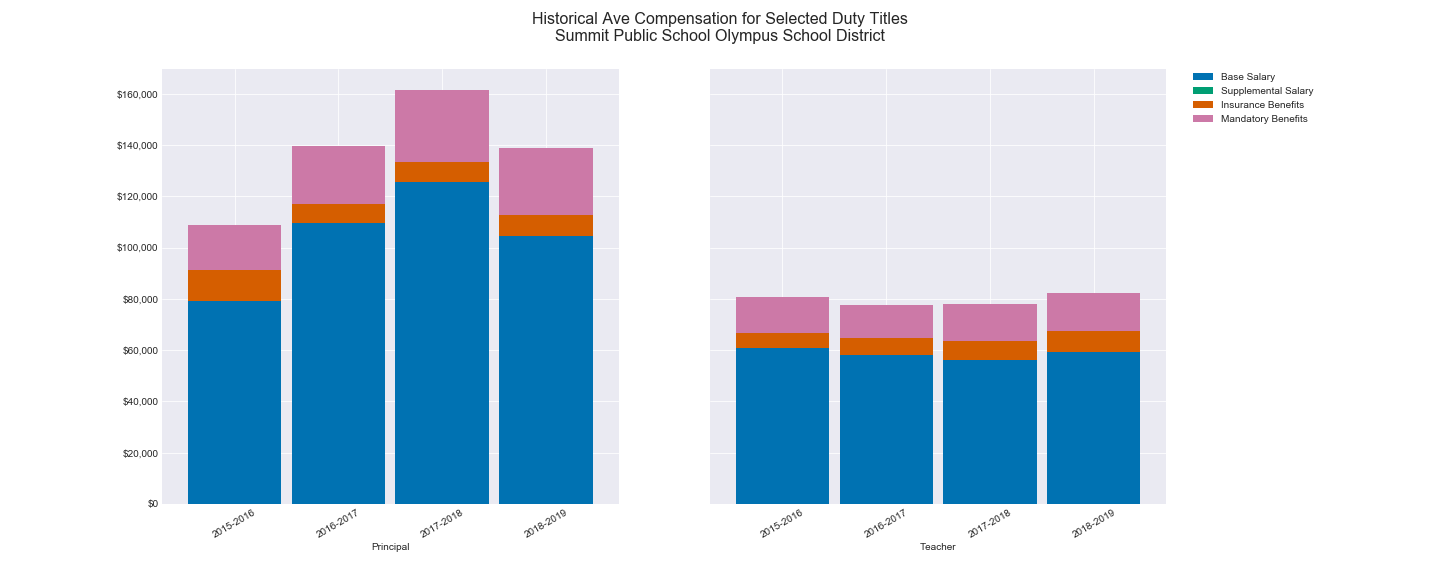 Historical Ave Compensation for Selected Duty Titles
Summit Public School Olympus School District
Base Salary
Supplemental Salary
Insurance Benefits
Mandatory Benefits
$160,000
$140,000
$120,000
$100,000
$80,000
$60,000
$40,000
$20,000
$0
2015-2016
2016-2017
2017-2018
2018-2019
Principal
2015-2016
2016-2017
2017-2018
2018-2019
Teacher